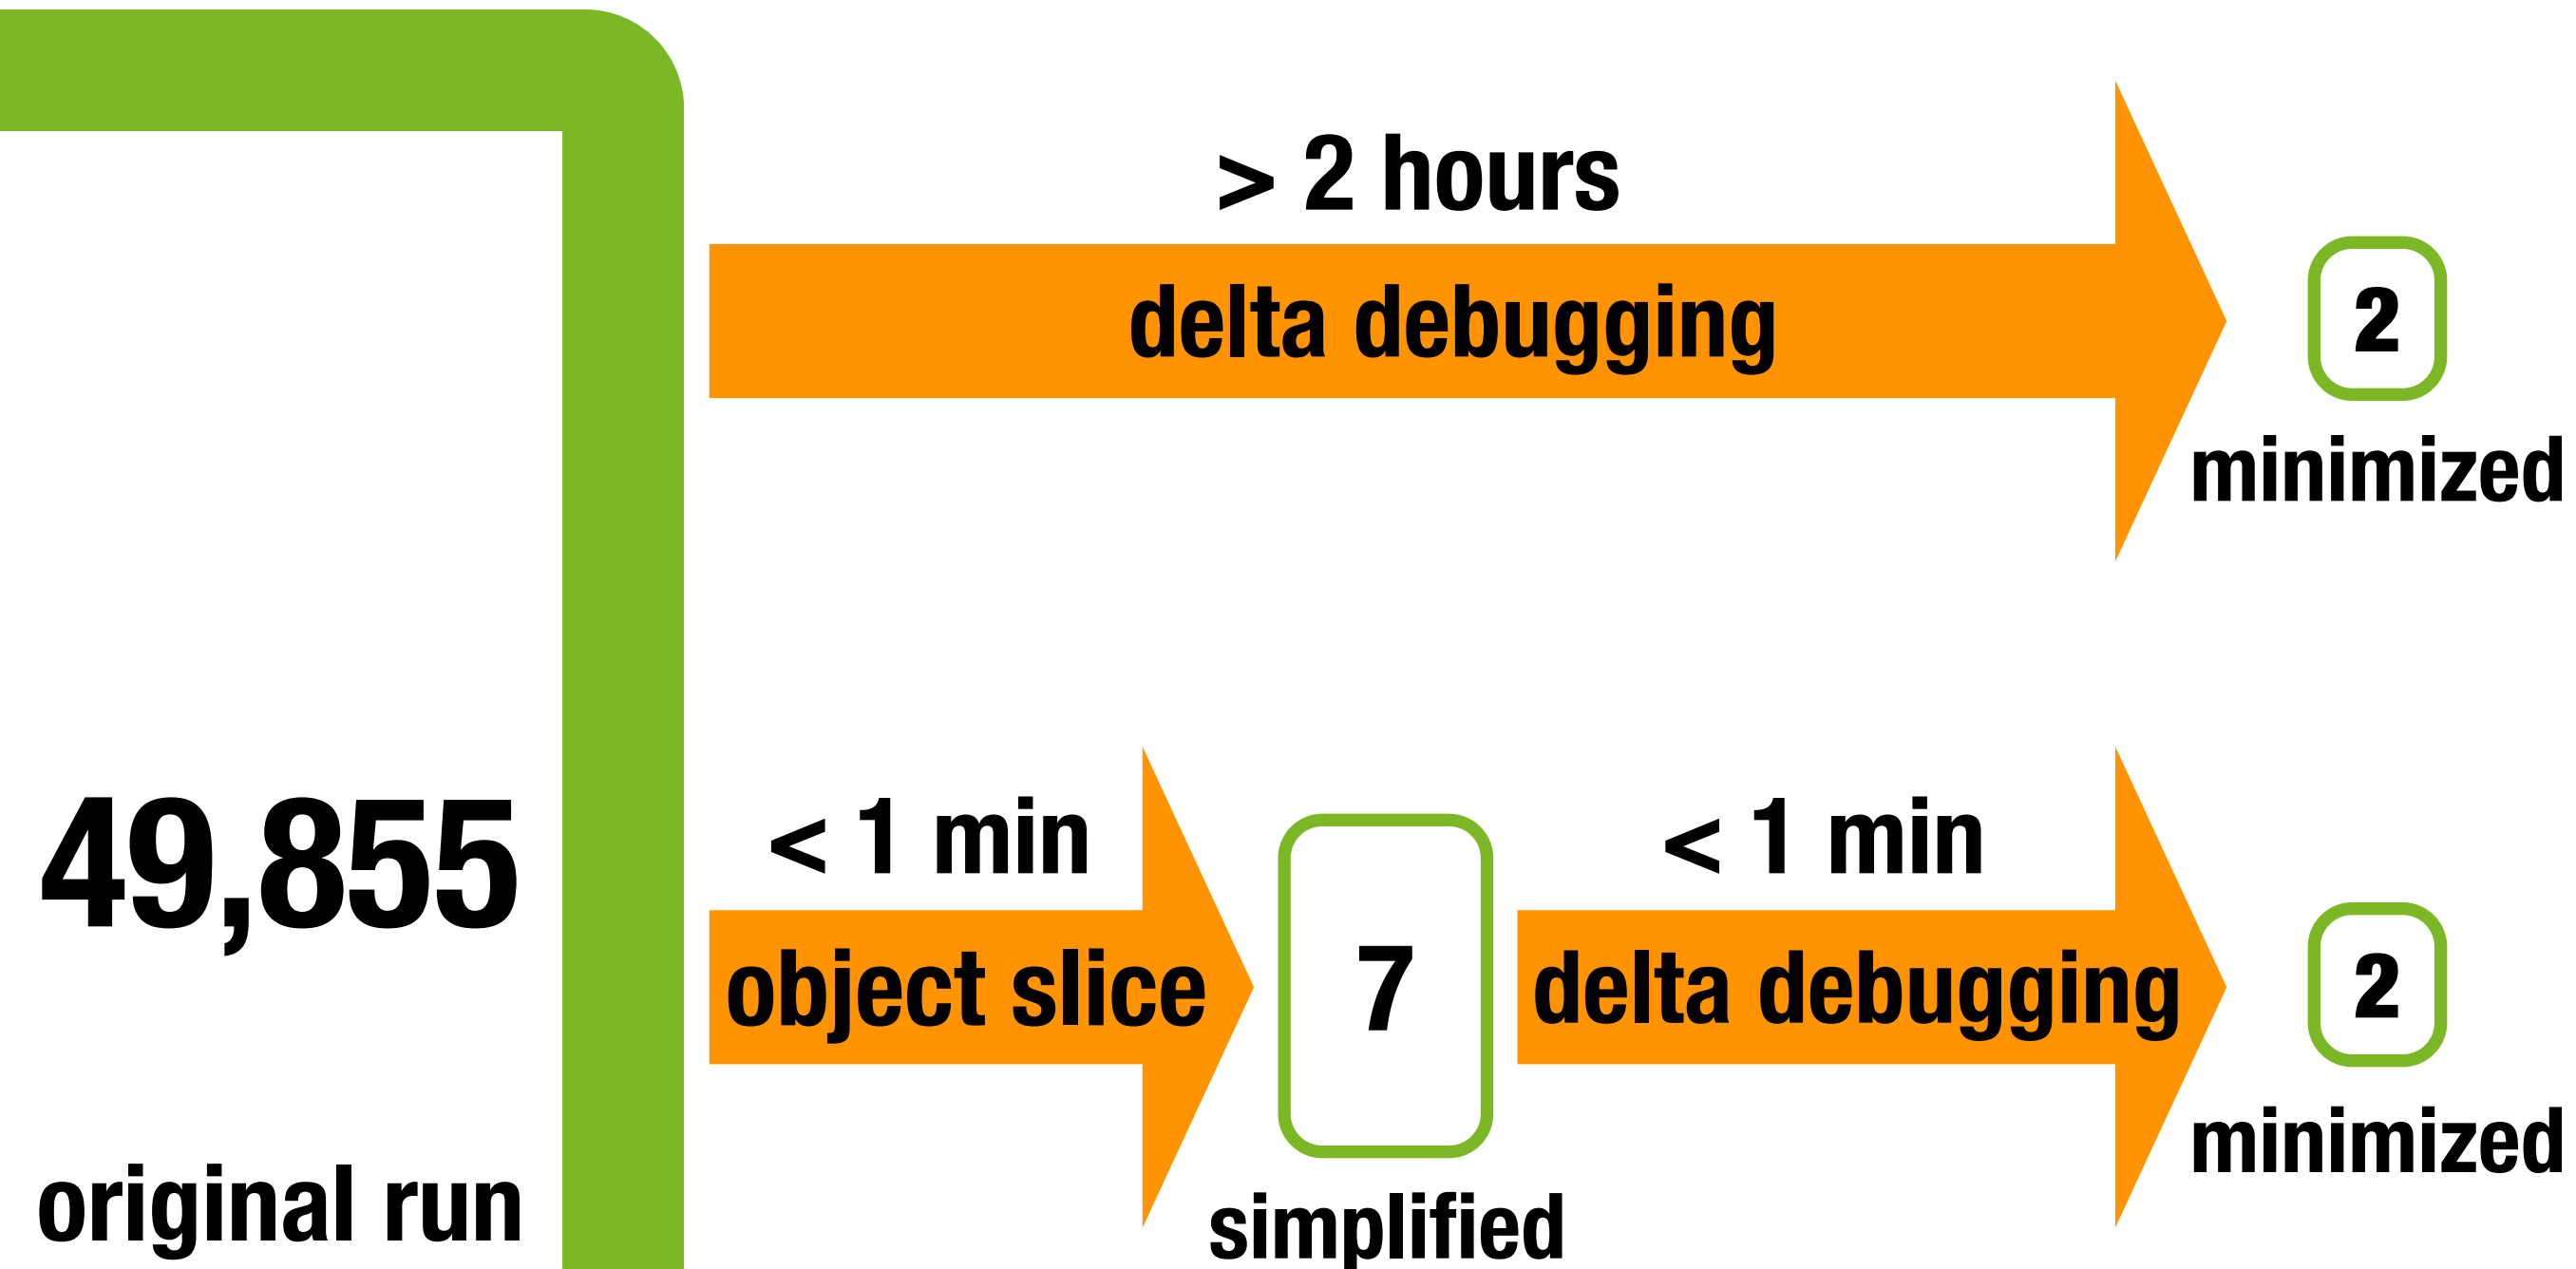 > 2 hours
delta debugging
2
minimized
49,855
original run
< 1 min
object slice
7
simplified
< 1 min
delta debugging
2
minimized